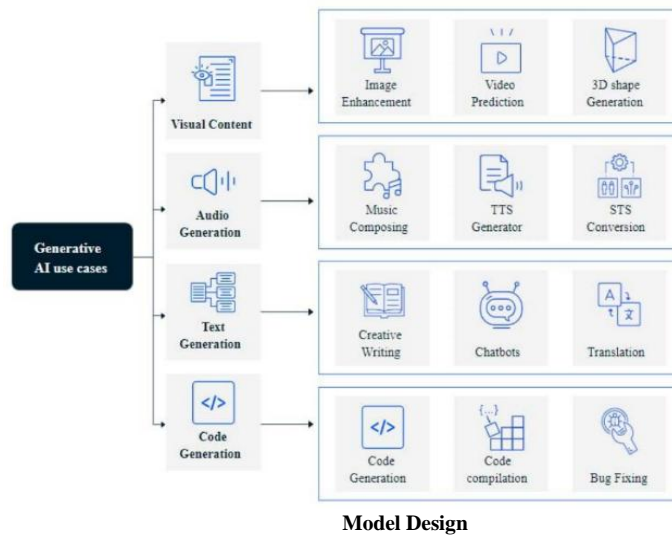 Generative
AI use cases
Visual Content
Image
Enhancement
Video
Prediction
3D shape
Generation
Audio
Generation
Music
Composing
TTS
Generator
STS
Conversion
Text
Generation
Creative
Writing
Chatbots
A
文
Translation
</>
Code
Generation
</>
Code
Generation
{...}
Code
compilation
Bug Fixing
Model Design